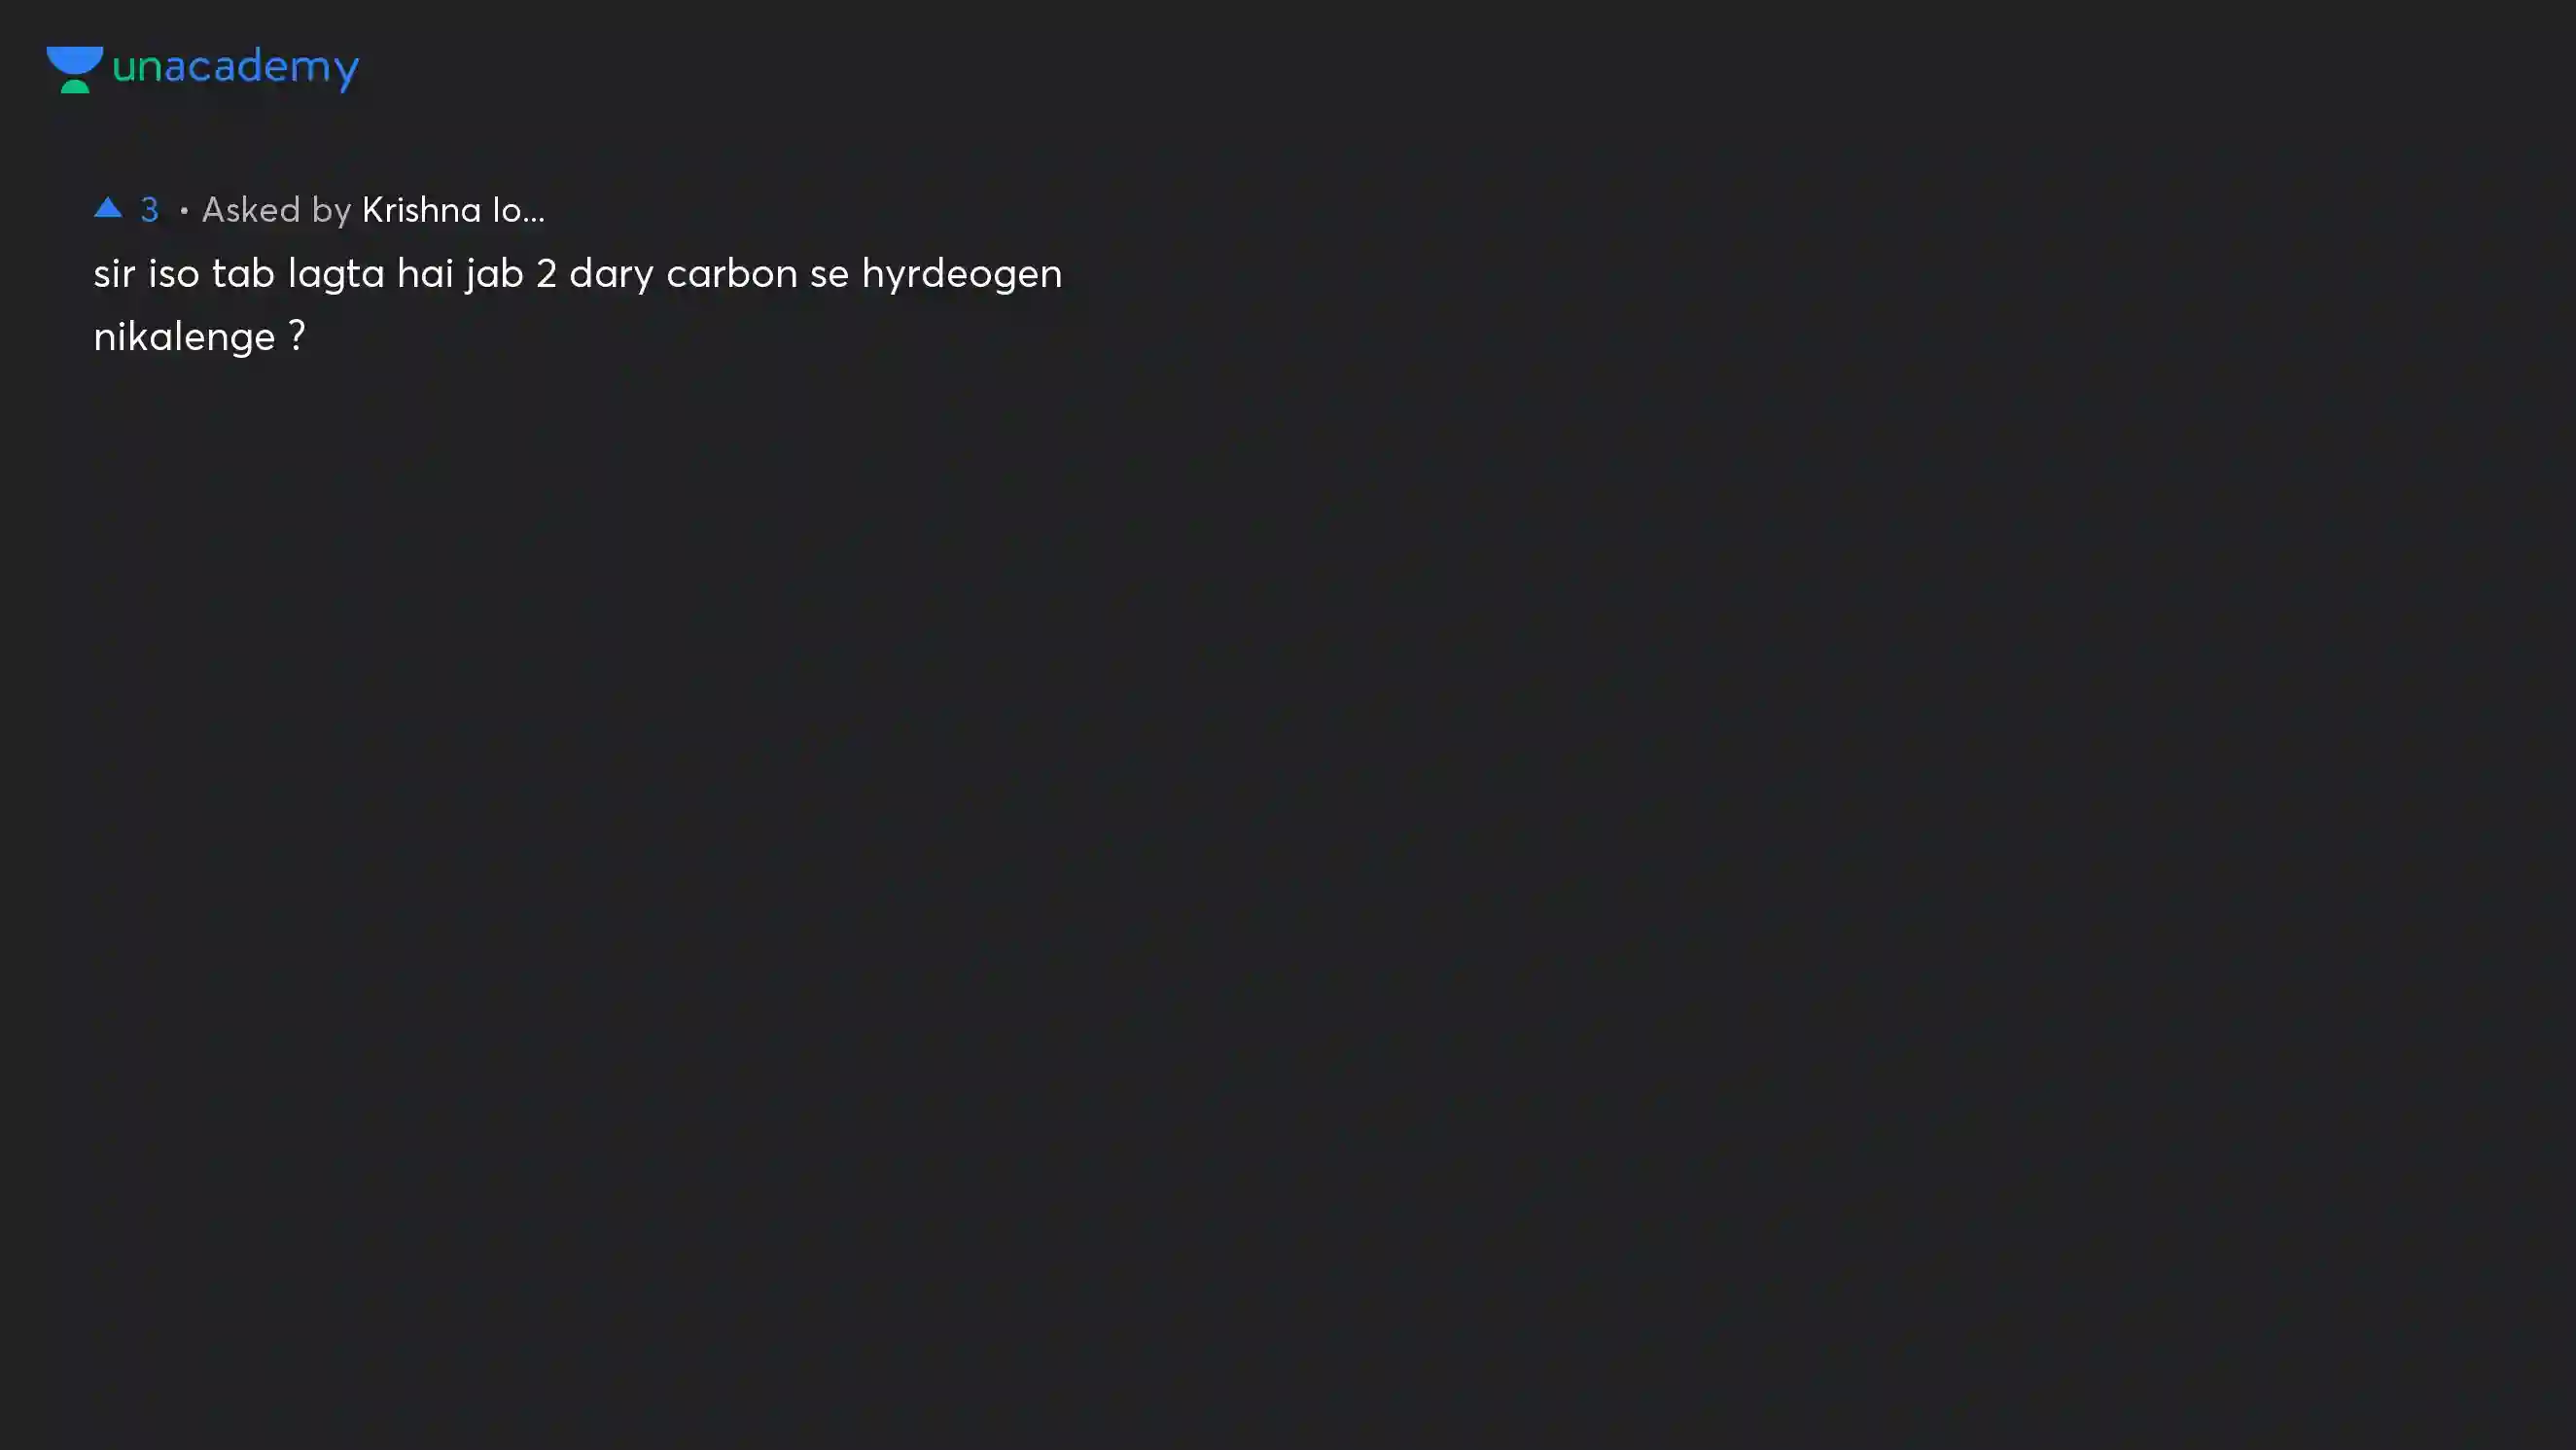 unacademy
▲ 3 • Asked by Krishna lo...
sir iso tab lagta hai jab 2 dary carbon se hyrdeogen
nikalenge ?